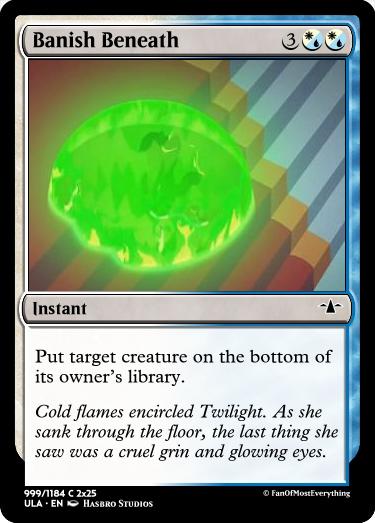 Banish Beneath 3
Instant
Put target creature on the bottom of
its owner's library.
Cold flames encircled Twilight. As she
sank through the floor, the last thing she
saw was a cruel grin and glowing eyes.
999/1184 C 2x25
ULA • EN Hasbro Studios
© FanOfMostEverything